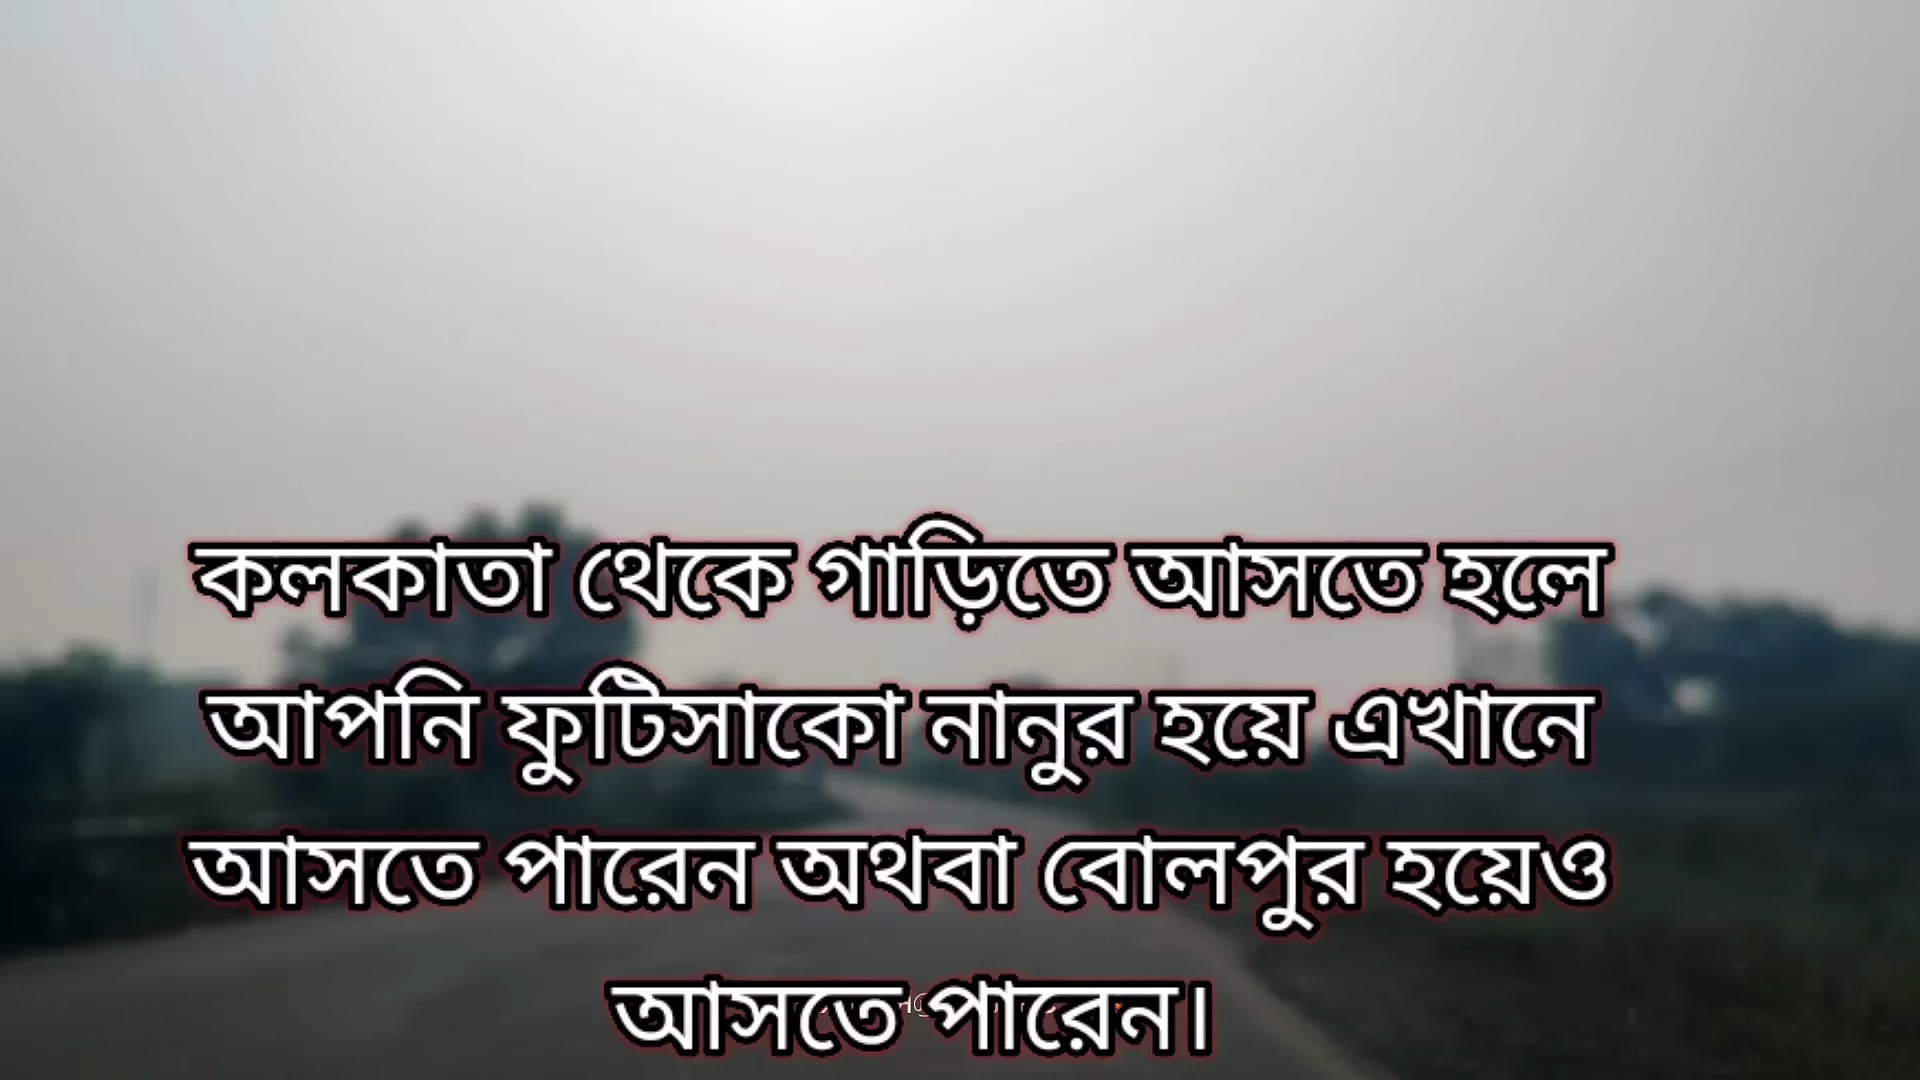 কলকাতা থেকে গাড়িতে আসতে হলে
আপনি ফুটিসাকো নানুর হয়ে এখানে
আসতে পারেন অথবা বোলপুর হয়েও
আসতে পারেন।